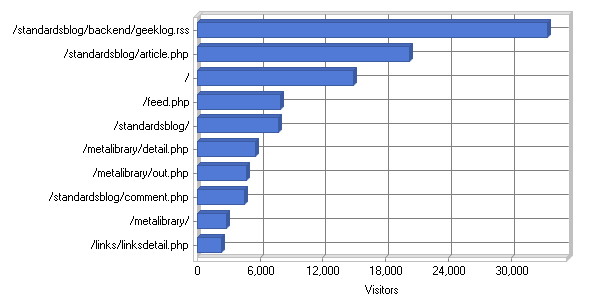 /standardsblog/backend/geeklog.rss
/standardsblog/article.php
/
/feed.php
/standardsblog/
/metalibrary/detail.php
/metalibrary/out.php
/standardsblog/comment.php
/metalibrary/
/links/linksdetail.php
0 6,000 12,000 18,000 24,000 30,000
Visitors